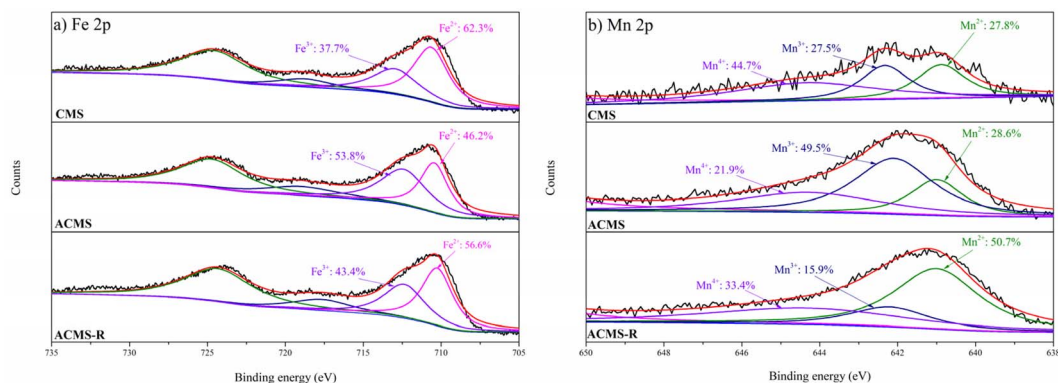 a) Fe 2p
Fe²⁺: 62.3%
Fe³⁺: 37.7%
CMS
Fe²⁺: 46.2%
Fe³⁺: 53.8%
ACMS
Fe²⁺: 56.6%
Fe³⁺: 43.4%
ACMS-R
Counts
735 730 725 720 715 710 705
Binding energy (eV)
b) Mn 2p
Mn²⁺: 27.8%
Mn³⁺: 27.5%
Mn⁴⁺: 44.7%
CMS
Mn²⁺: 28.6%
Mn³⁺: 49.5%
Mn⁴⁺: 21.9%
ACMS
Mn²⁺: 50.7%
Mn³⁺: 15.9%
Mn⁴⁺: 33.4%
ACMS-R
Counts
650 648 646 644 642 640 638
Binding energy (eV)